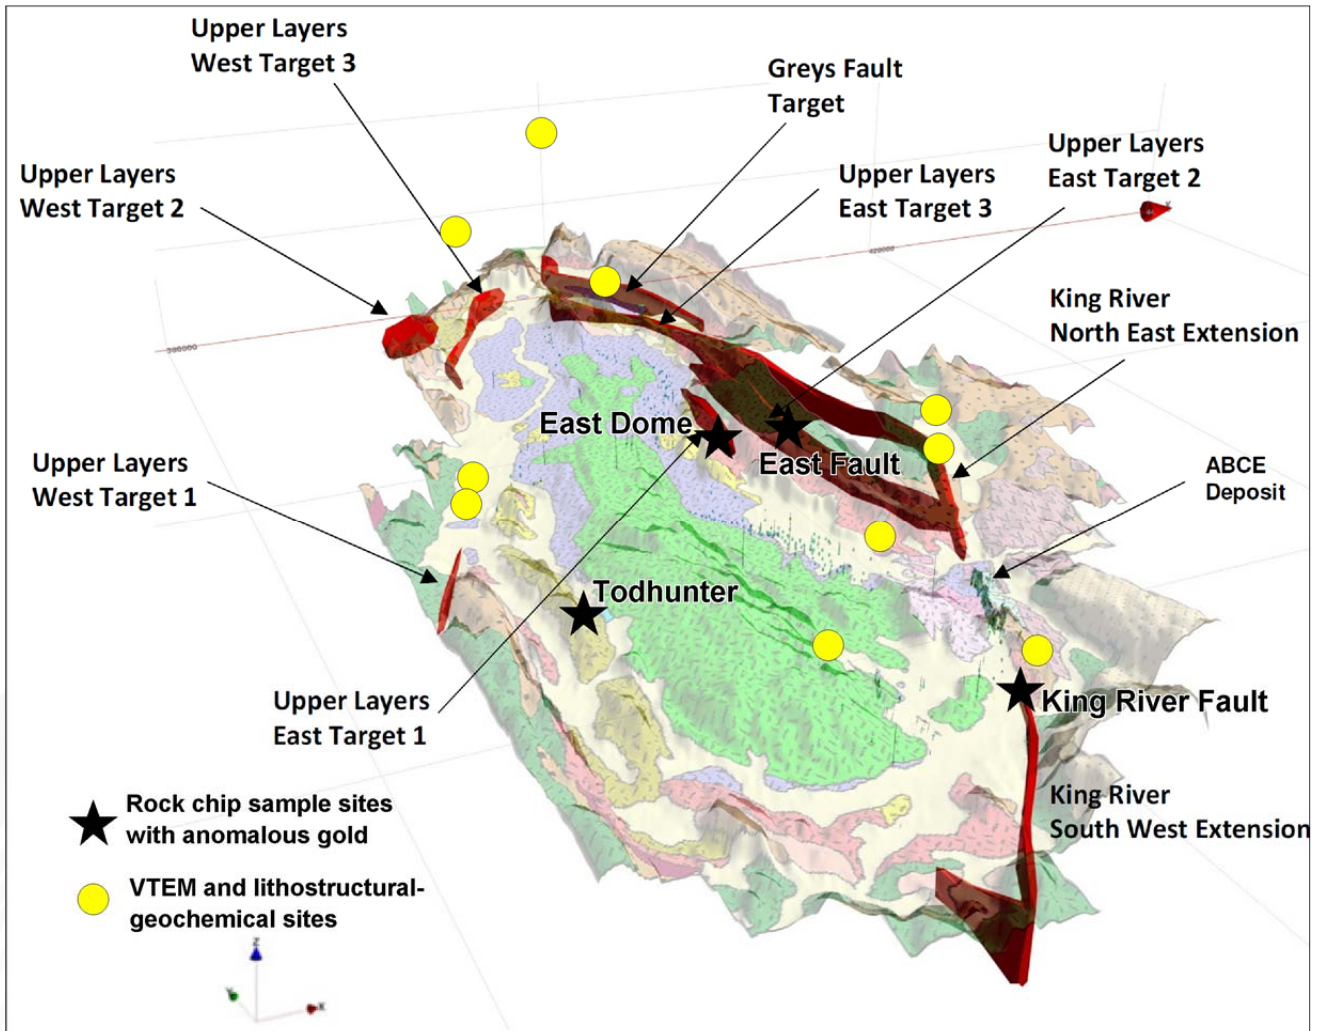 Upper Layers
West Target 3
Greys Fault
Target
Upper Layers
East Target 2
Upper Layers
West Target 2
Upper Layers
East Target 3
420000
King River
North East Extension
380000
East Dome
East Fault
Upper Layers
West Target 1
ABCE
Deposit
Todhunter
King River Fault
Upper Layers
East Target 1
King River
South West Extension
Rock chip sample sites
with anomalous gold
VTEM and lithostructural-
geochemical sites
Z
Y
X